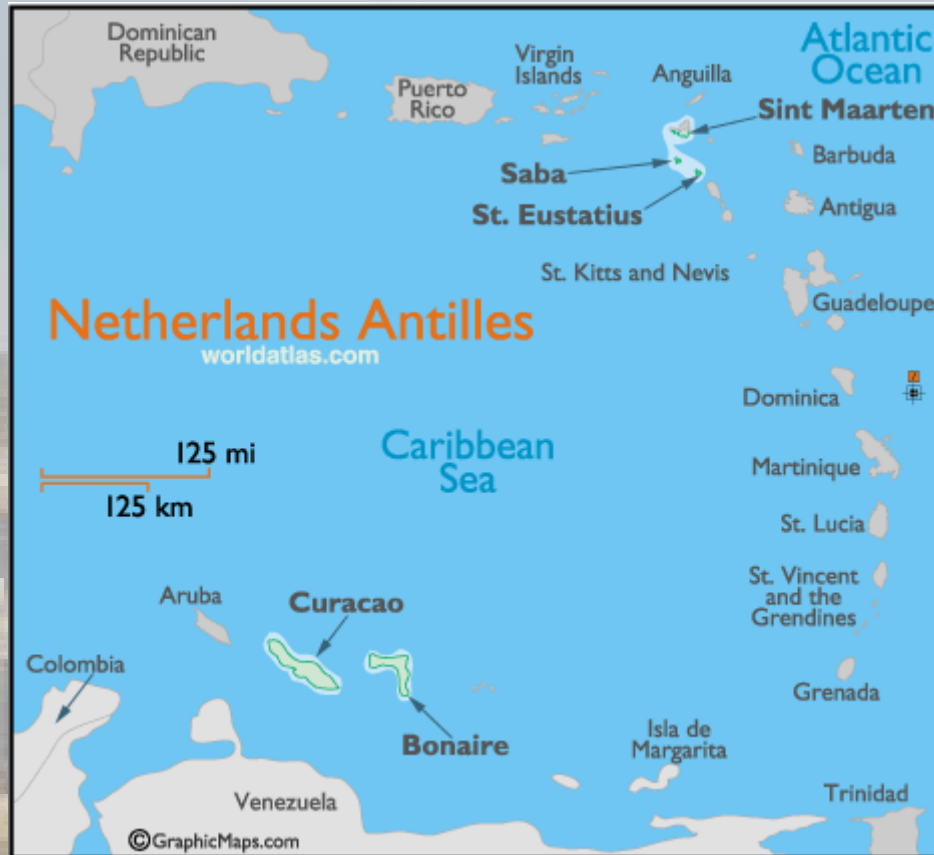 Dominican
Republic
Puerto
Rico
Virgin
Islands
Anguilla
Atlantic
Ocean
Sint Maarten
Barbuda
Saba
Antigua
St. Eustatius
St. Kitts and Nevis
Guadeloupe
Netherlands Antilles
worldatlas.com
Dominica
Caribbean
Sea
125 mi
125 km
Martinique
St. Lucia
St. Vincent
and the
Grendines
Aruba
Curacao
Colombia
Grenada
Bonaire
Isla de
Margarita
Venezuela
Trinidad
©GraphicMaps.com